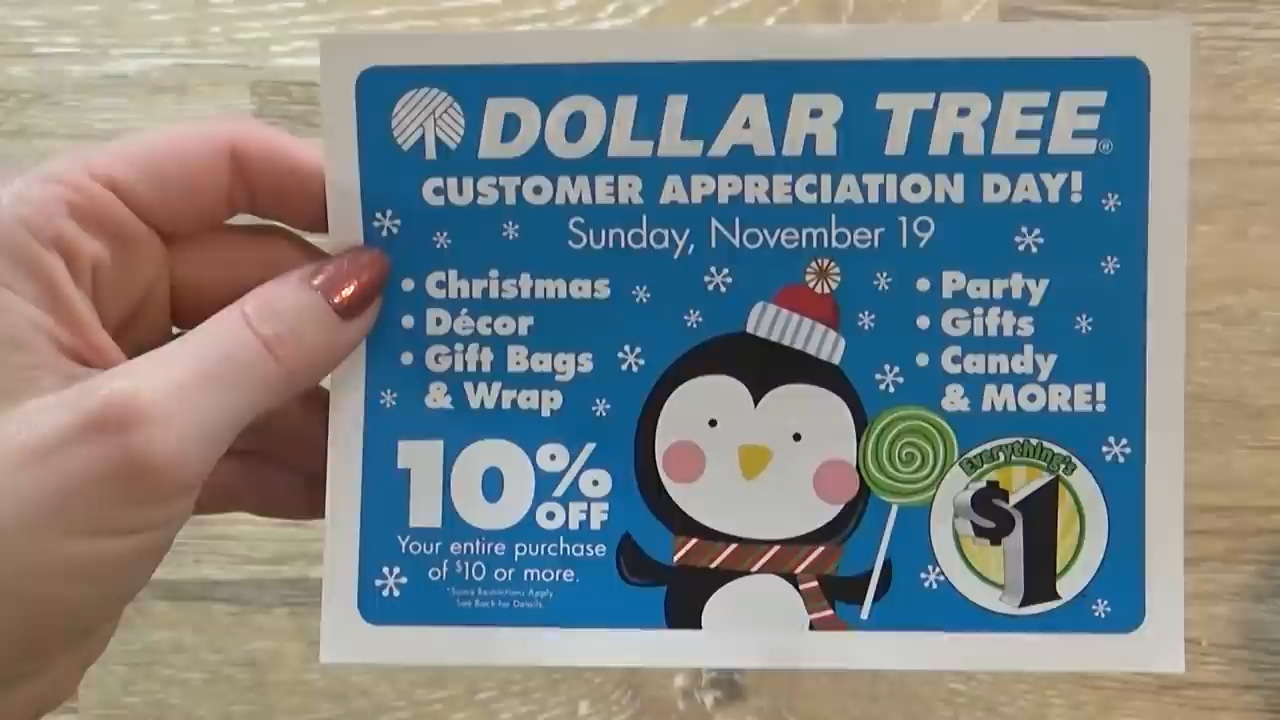 DOLLAR TREE®
CUSTOMER APPRECIATION DAY!
Sunday, November 19
• Christmas
• Décor
• Gift Bags
& Wrap
• Party
• Gifts
• Candy
& MORE!
10% OFF
Your entire purchase
of $10 or more.
*Some Restrictions Apply.
See Back for Details.
Everything's
$1